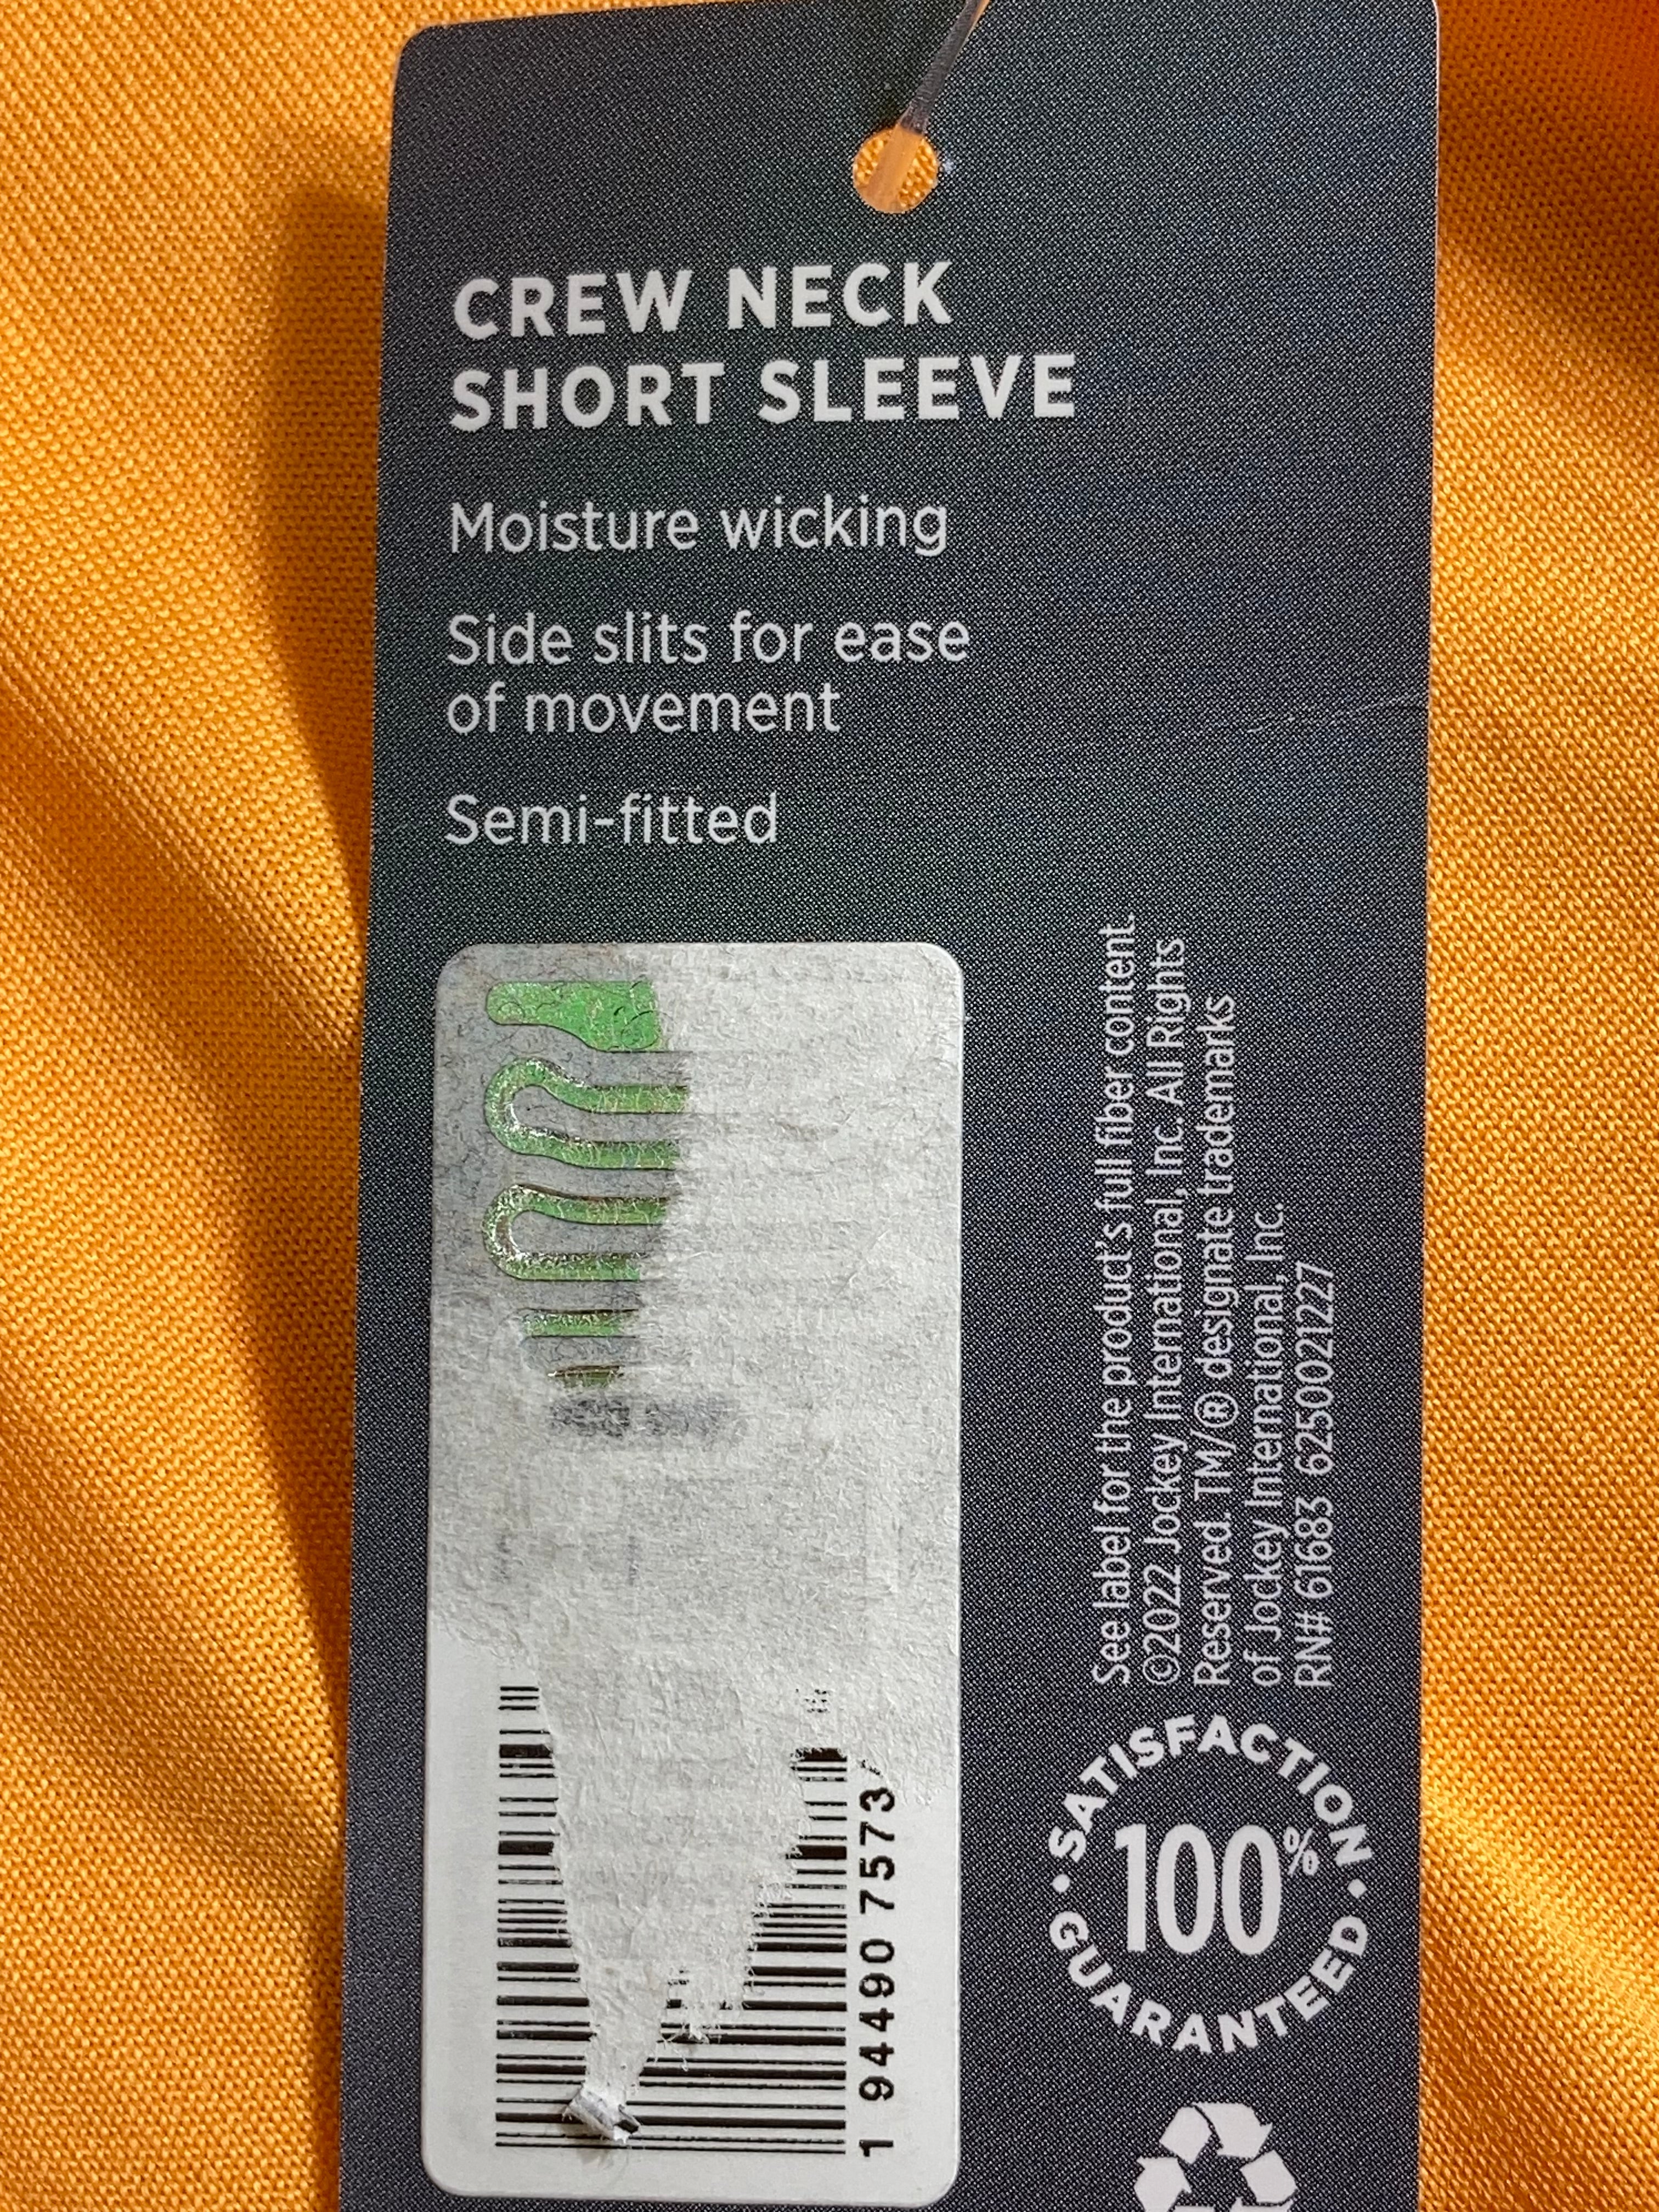 CREW NECK
SHORT SLEEVE
Moisture wicking
Side slits for ease
of movement
Semi-fitted
See label for the product's full fiber content.
©2022 Jockey International, Inc. All Rights
Reserved. TM/® designate trademarks
of Jockey International, Inc.
RN# 61683 6250021227
1 94490 7573
SATISFACTION
100%
GUARANTEED